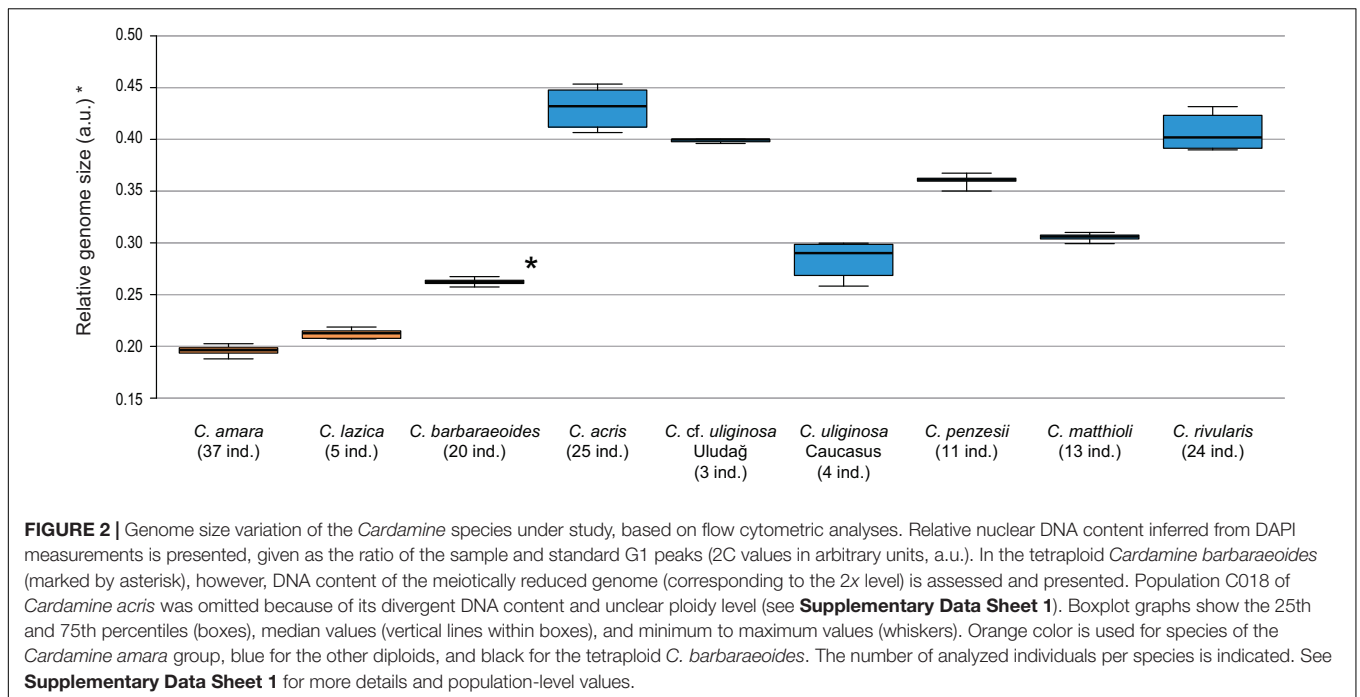 0.50
0.45
0.40
0.35
0.30
0.25
0.20
0.15
Relative genome size (a.u.) *
*
C. amara
(37 ind.)
C. lazica
(5 ind.)
C. barbaraeoides
(20 ind.)
C. acris
(25 ind.)
C. cf. uliginosa
Uludağ
(3 ind.)
C. uliginosa
Caucasus
(4 ind.)
C. penzesii
(11 ind.)
C. matthioli
(13 ind.)
C. rivularis
(24 ind.)
FIGURE 2 | Genome size variation of the Cardamine species under study, based on flow cytometric analyses. Relative nuclear DNA content inferred from DAPI
measurements is presented, given as the ratio of the sample and standard G1 peaks (2C values in arbitrary units, a.u.). In the tetraploid Cardamine barbaraeoides
(marked by asterisk), however, DNA content of the meiotically reduced genome (corresponding to the 2x level) is assessed and presented. Population C018 of
Cardamine acris was omitted because of its divergent DNA content and unclear ploidy level (see Supplementary Data Sheet 1). Boxplot graphs show the 25th
and 75th percentiles (boxes), median values (vertical lines within boxes), and minimum to maximum values (whiskers). Orange color is used for species of the
Cardamine amara group, blue for the other diploids, and black for the tetraploid C. barbaraeoides. The number of analyzed individuals per species is indicated. See
Supplementary Data Sheet 1 for more details and population-level values.